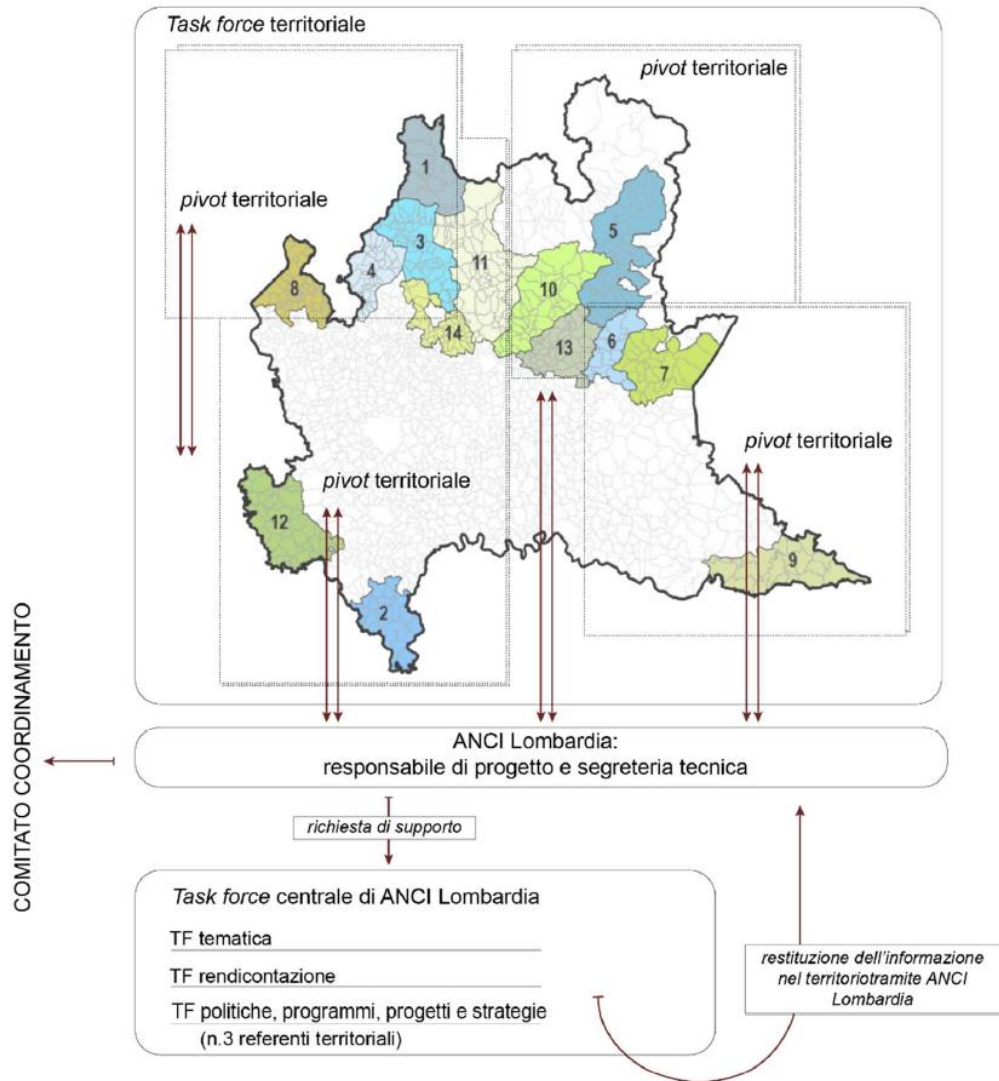 Task force territoriale
pivot territoriale
pivot territoriale
1
5
3
4
11
8
10
14
13
6
7
pivot territoriale
pivot territoriale
12
9
2
COMITATO COORDINAMENTO
ANCI Lombardia:
responsabile di progetto e segreteria tecnica
richiesta di supporto
Task force centrale di ANCI Lombardia
TF tematica
TF rendicontazione
TF politiche, programmi, progetti e strategie
(n.3 referenti territoriali)
restituzione dell'informazione
nel territoriotramite ANCI
Lombardia